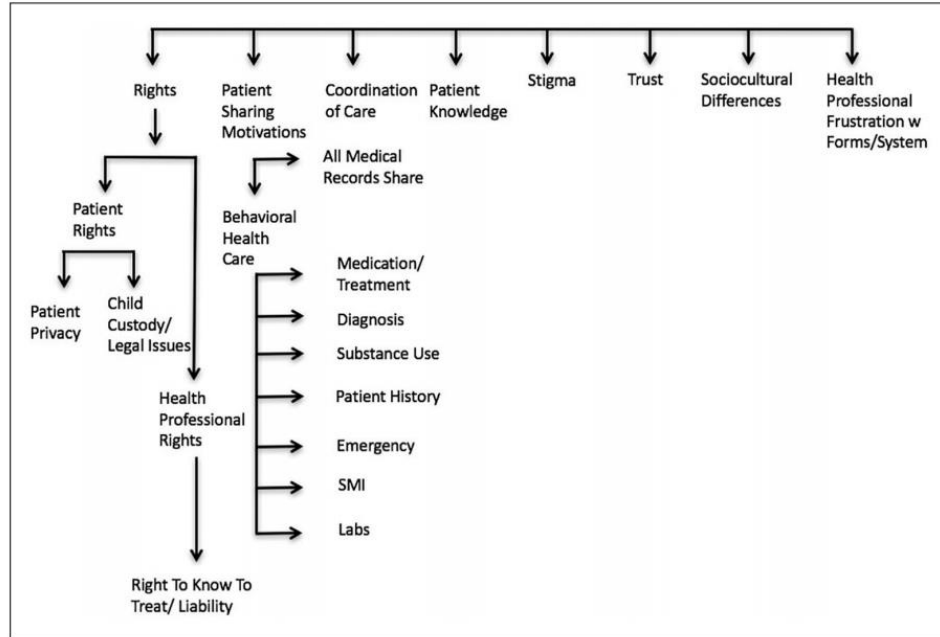 Rights
Patient
Sharing
Motivations
Coordination
of Care
Patient
Knowledge
Stigma
Trust
Sociocultural
Differences
Health
Professional
Frustration w
Forms/System
All Medical
Records Share
Patient
Rights
Behavioral
Health
Care
Patient
Privacy
Child
Custody/
Legal Issues
Medication/
Treatment
Diagnosis
Substance Use
Patient History
Emergency
SMI
Labs
Health
Professional
Rights
Right To Know To
Treat/ Liability